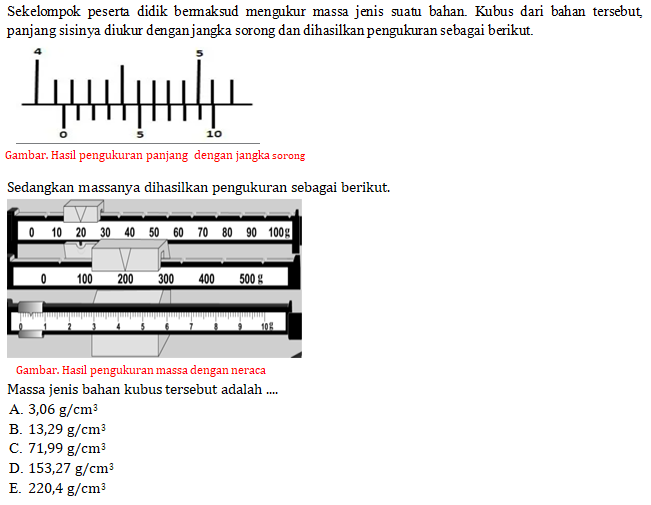 Sekelompok peserta didik bermaksud mengukur massa jenis suatu bahan. Kubus dari bahan tersebut,
panjang sisinya diukur dengan jangka sorong dan dihasilkan pengukuran sebagai berikut.
4 5
0 5 10
Gambar. Hasil pengukuran panjang dengan jangka sorong
Sedangkan massanya dihasilkan pengukuran sebagai berikut.
0 10 20 30 40 50 60 70 80 90 100g
0 100 200 300 400 500 g
0 1 2 3 4 5 6 7 8 9 10g
Gambar. Hasil pengukuran massa dengan neraca
Massa jenis bahan kubus tersebut adalah ....
A. 3,06 g/cm³
B. 13,29 g/cm³
C. 71,99 g/cm³
D. 153,27 g/cm³
E. 220,4 g/cm³